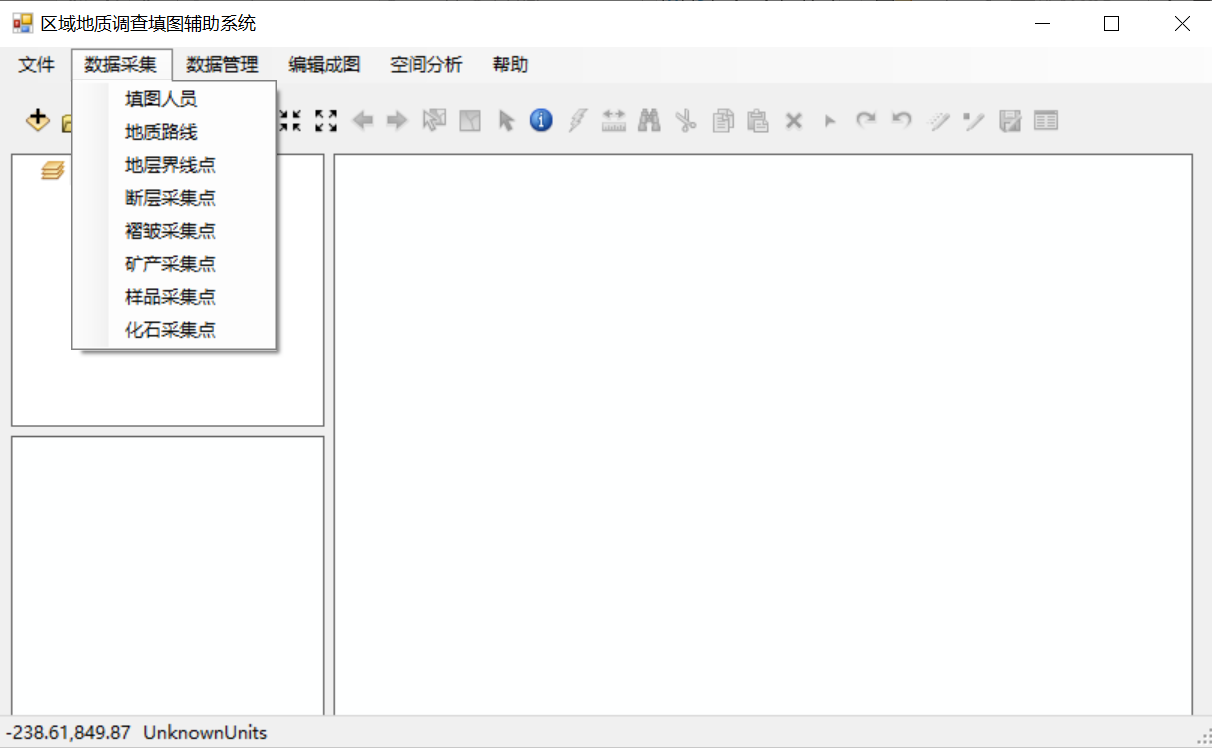 区域地质调查填图辅助系统
文件 数据采集 数据管理 编辑成图 空间分析 帮助
填图人员
地质路线
地层界线点
断层采集点
褶皱采集点
矿产采集点
样品采集点
化石采集点
-238.61,849.87 UnknownUnits